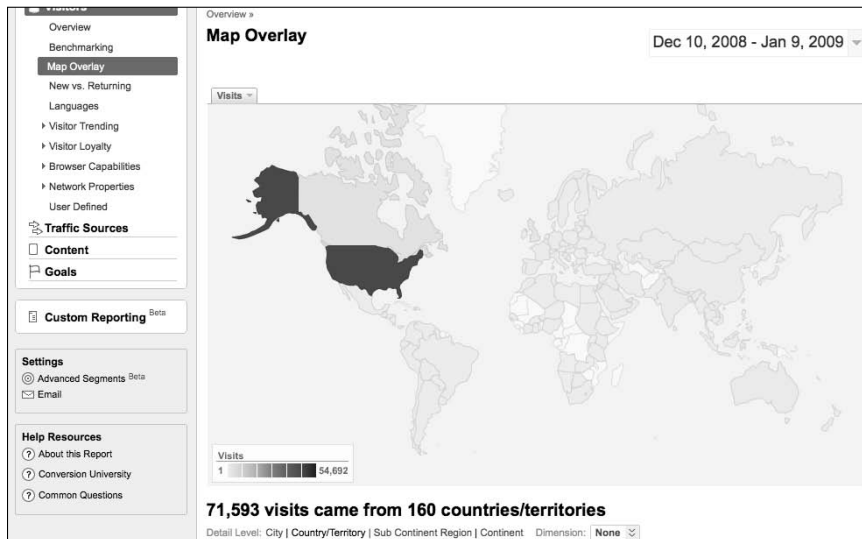 Visitors
Overview
Benchmarking
Map Overlay
New vs. Returning
Languages
Visitor Trending
Visitor Loyalty
Browser Capabilities
Network Properties
User Defined
Traffic Sources
Content
Goals
Custom Reporting Beta
Settings
Advanced Segments Beta
Email
Help Resources
About this Report
Conversion University
Common Questions
Overview »
Map Overlay
Dec 10, 2008 - Jan 9, 2009
Visits
Visits
1 54,692
71,593 visits came from 160 countries/territories
Detail Level: City | Country/Territory | Sub Continent Region | Continent Dimension: None